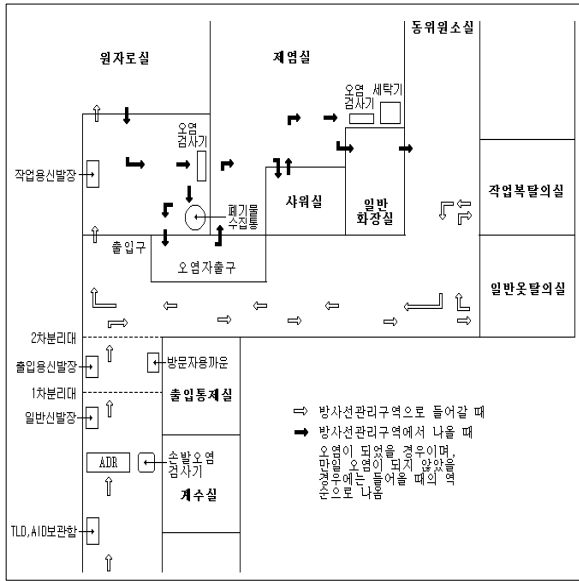 동위원소실
원자로실
제염실
오염
검사기
세탁기
오염
검사기
작업용신발장
작업복탈의실
샤워실
일반
화장실
폐기물
수집통
출입구
오염자출구
일반옷탈의실
2차분리대
출입용신발장
방문자용까운
1차분리대
출입통제실
일반신발장
⇨ 방사선관리구역으로 들어갈 때
➡ 방사선관리구역에서 나올 때
오염이 되었을 경우이며,
만일 오염이 되지 않았을
경우에는 들어올 때의 역
순으로 나옴
ADR
손발오염
검사기
계수실
TLD,AID보관함